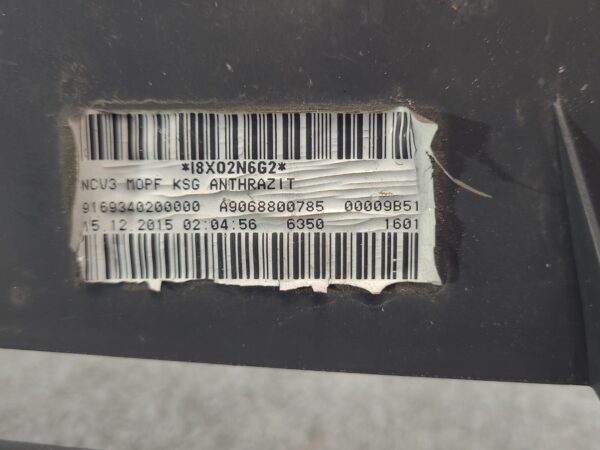 *I8X02N6G2*
NCV3 MOPF KSG ANTHRAZIT
9169340200000 A9068800785 00009B51
15.12.2015 02:04:56 6350 1601